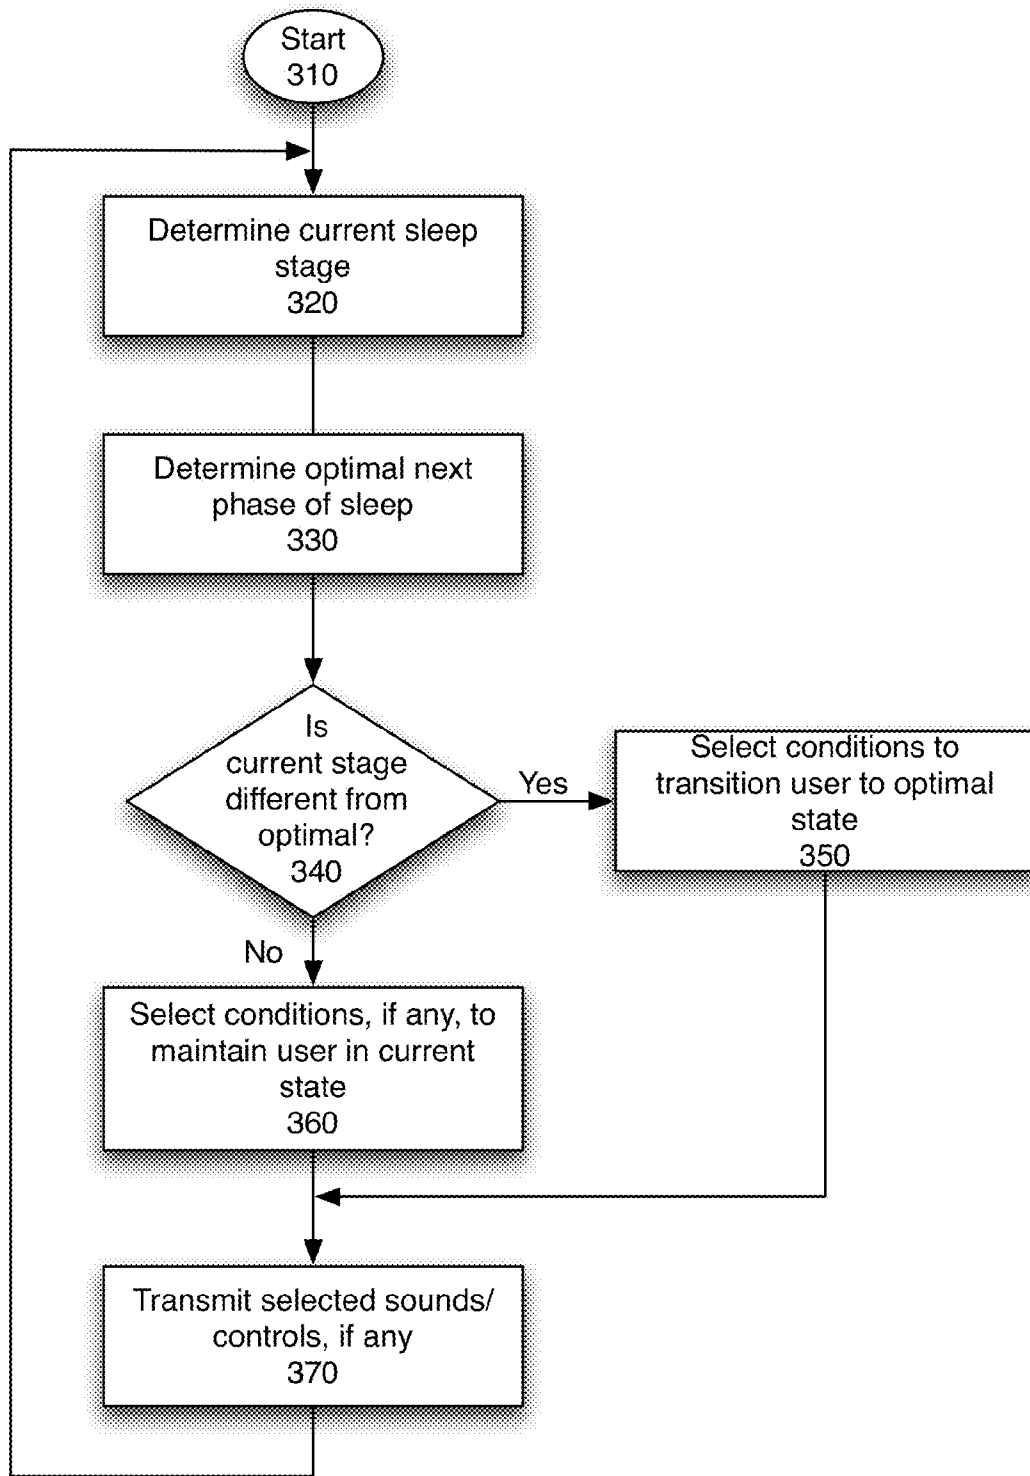 Start
310
Determine current sleep
stage
320
Determine optimal next
phase of sleep
330
Is
current stage
different from
optimal?
340
Yes
Select conditions to
transition user to optimal
state
350
No
Select conditions, if any, to
maintain user in current
state
360
Transmit selected sounds/
controls, if any
370